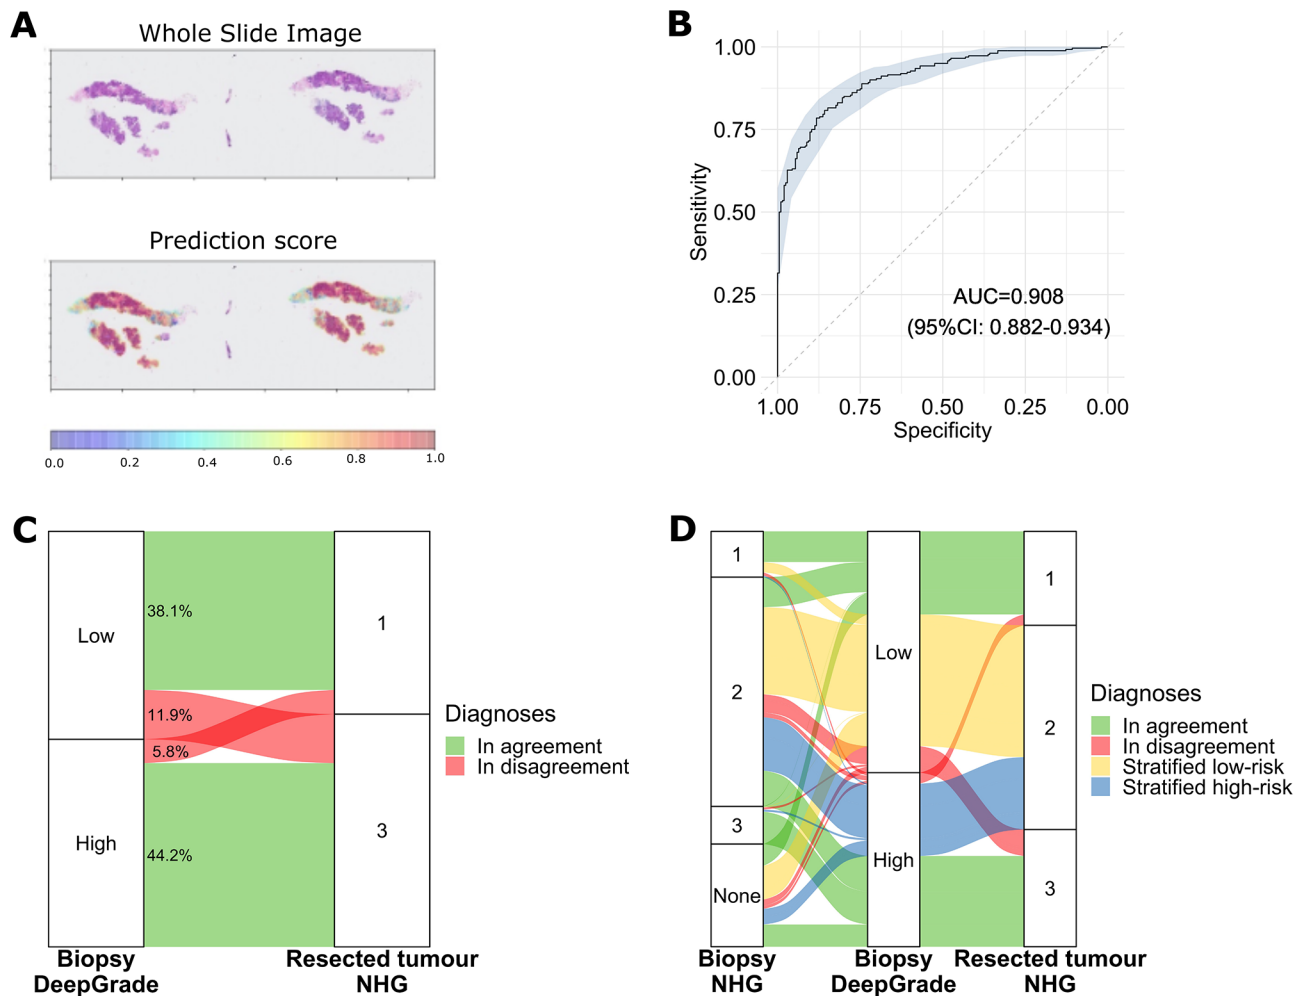 A
Whole Slide Image
Prediction score
0.0 0.2 0.4 0.6 0.8 1.0
B
1.00
0.75
0.50
0.25
0.00
Sensitivity
AUC=0.908
(95%CI: 0.882-0.934)
1.00 0.75 0.50 0.25 0.00
Specificity
C
Low
High
38.1%
11.9%
5.8%
44.2%
1
3
Biopsy
DeepGrade
Resected tumour
NHG
Diagnoses
In agreement
In disagreement
D
1
2
3
None
Low
High
1
2
3
Biopsy
NHG
Biopsy
DeepGrade
Resected tumour
NHG
Diagnoses
In agreement
In disagreement
Stratified low-risk
Stratified high-risk